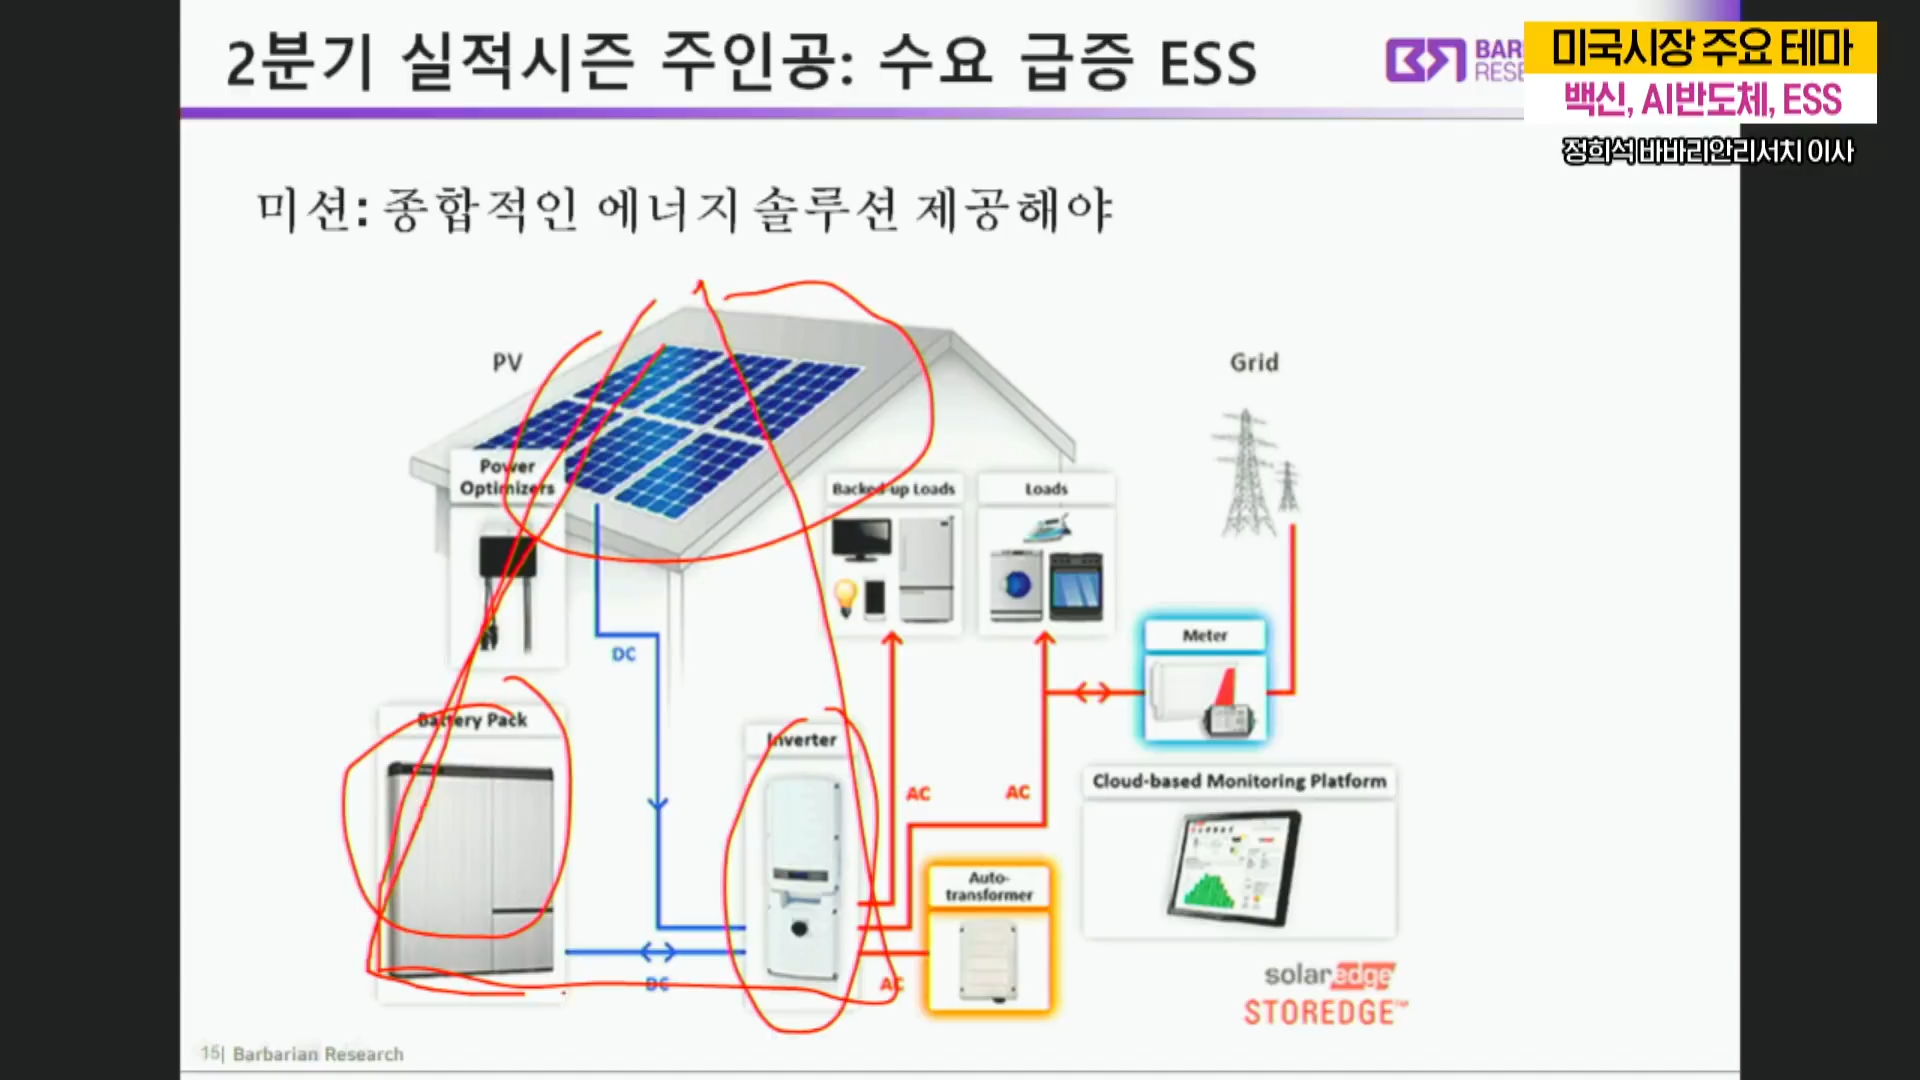 2분기 실적시즌 주인공: 수요 급증 ESS
BAR
RESE
미국시장 주요 테마
백신, AI반도체, ESS
정희석 바바리안리서치 이사
미션: 종합적인 에너지 솔루션 제공해야
PV
Grid
Power
Optimizers
Backed-up Loads
Loads
DC
Meter
Battery Pack
Inverter
AC
AC
Cloud-based Monitoring Platform
Auto-
transformer
DC
AC
solaredge
STOREDGE™
15| Barbarian Research